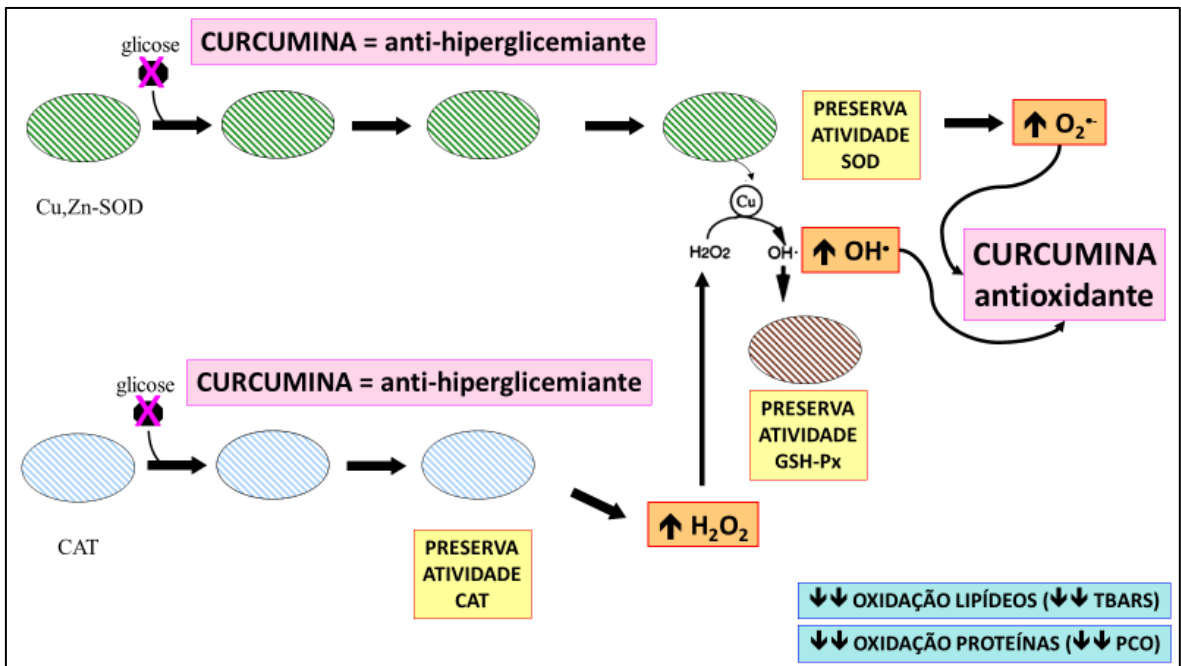 glicose
CURCUMINA = anti-hiperglicemiante
PRESERVA
ATIVIDADE
SOD
⬆ O₂•-
Cu,Zn-SOD
Cu
H2O2
OH·
⬆ OH•
CURCUMINA
antioxidante
glicose
CURCUMINA = anti-hiperglicemiante
PRESERVA
ATIVIDADE
GSH-Px
⬆ H₂O₂
CAT
PRESERVA
ATIVIDADE
CAT
⬇⬇ OXIDAÇÃO LIPÍDEOS (⬇⬇ TBARS)
⬇⬇ OXIDAÇÃO PROTEÍNAS (⬇⬇ PCO)